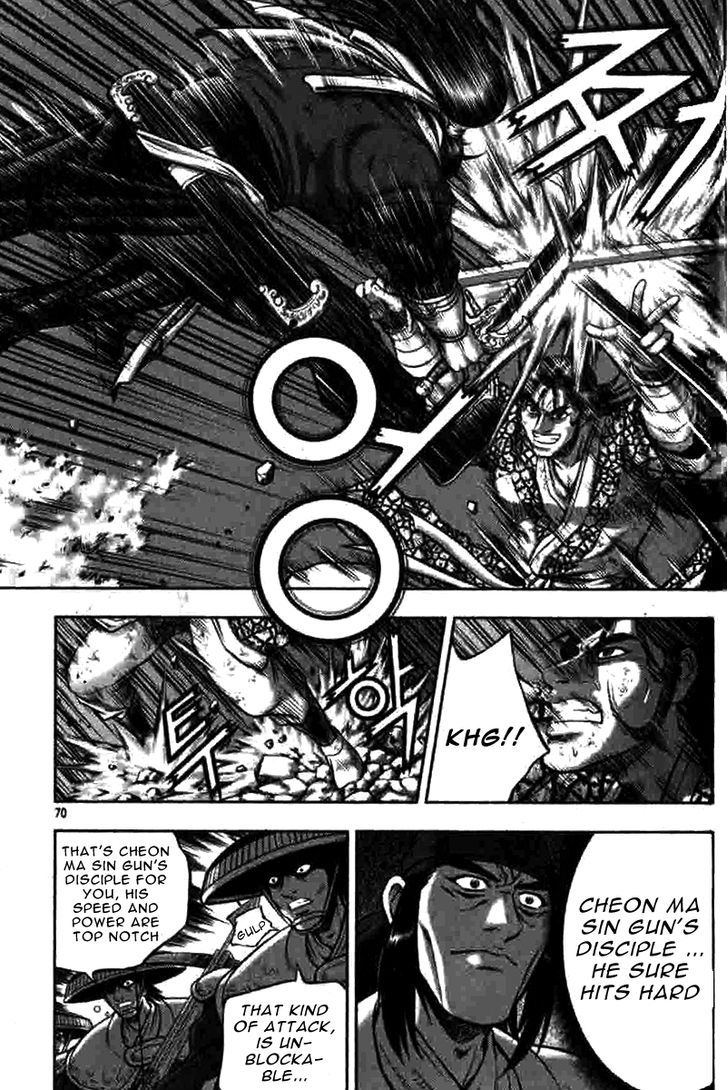 KHG!!
70
THAT'S CHEON
MA SIN GUN'S
DISCIPLE FOR
YOU, HIS
SPEED AND
POWER ARE
TOP NOTCH
GULP
THAT KIND
OF ATTACK,
IS UN-
BLOCKA-
BLE...
CHEON MA
SIN GUN'S
DISCIPLE ...
HE SURE
HITS HARD